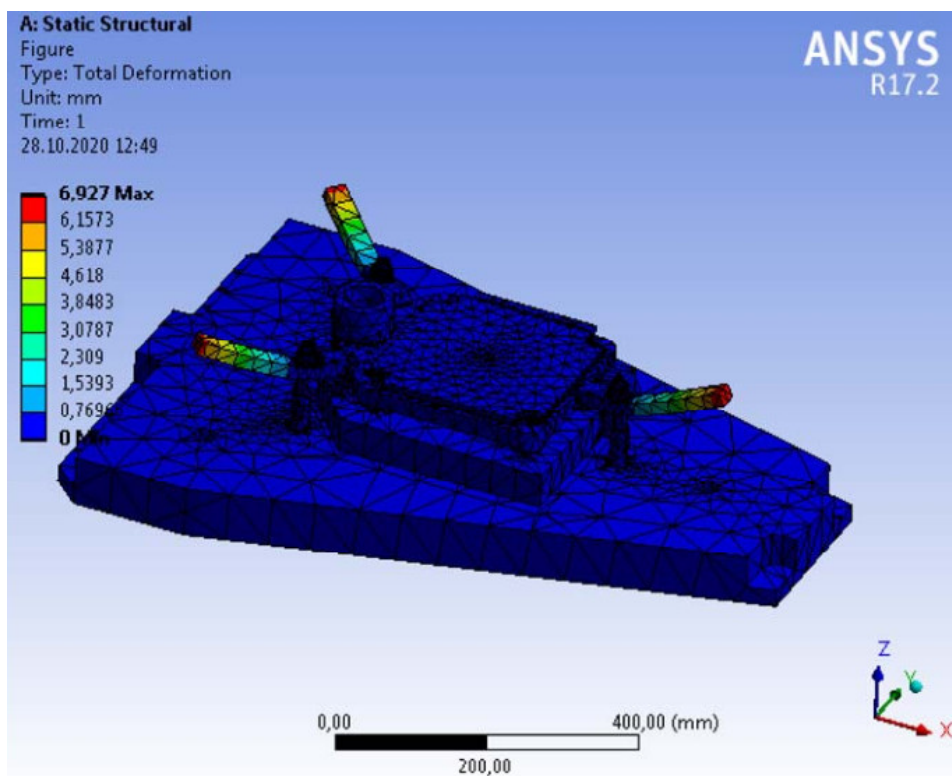 A: Static Structural
Figure
Type: Total Deformation
Unit: mm
Time: 1
28.10.2020 12:49
ANSYS
R17.2
6,927 Max
6,1573
5,3877
4,618
3,8483
3,0787
2,309
1,5393
0,7696
0
Z
Y
X
0,00
400,00 (mm)
200,00